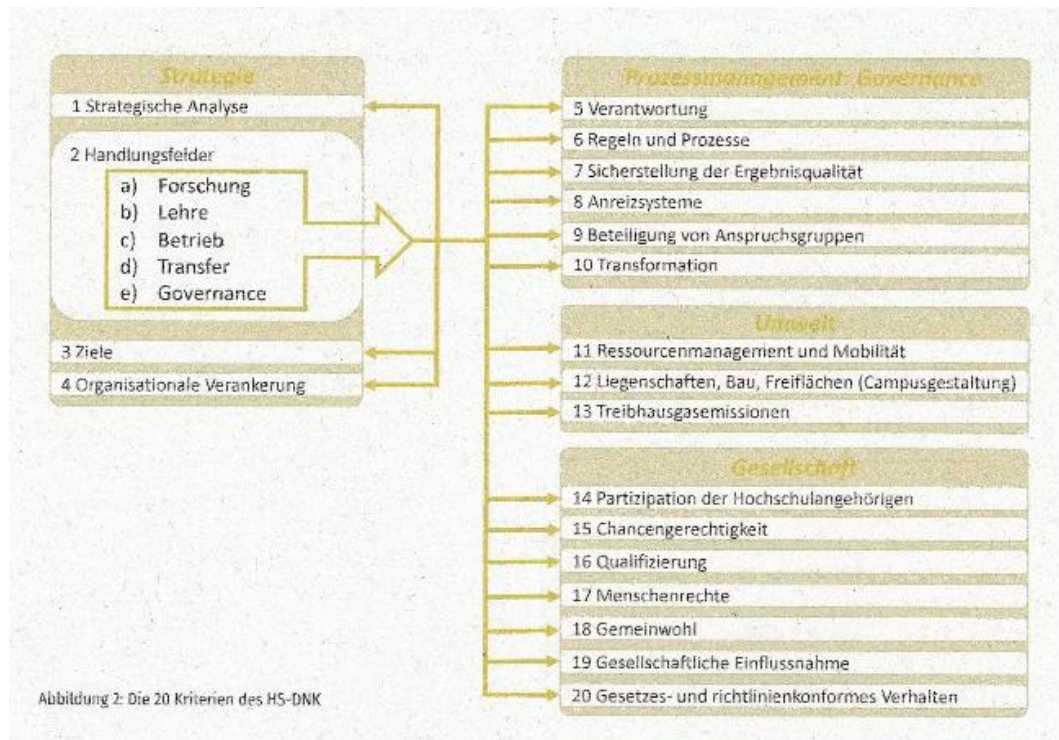 Strategie
1 Strategische Analyse
2 Handlungsfelder
a) Forschung
b) Lehre
c) Betrieb
d) Transfer
e) Governance
3 Ziele
4 Organisationale Verankerung
Prozessmanagement: Governance
5 Verantwortung
6 Regeln und Prozesse
7 Sicherstellung der Ergebnisqualität
8 Anreizsysteme
9 Beteiligung von Anspruchsgruppen
10 Transformation
Umwelt
11 Ressourcenmanagement und Mobilität
12 Liegenschaften, Bau, Freiflächen (Campusgestaltung)
13 Treibhausgasemissionen
Gesellschaft
14 Partizipation der Hochschulangehörigen
15 Chancengerechtigkeit
16 Qualifizierung
17 Menschenrechte
18 Gemeinwohl
19 Gesellschaftliche Einflussnahme
20 Gesetzes- und richtlinienkonformes Verhalten
Abbildung 2: Die 20 Kriterien des HS-DNK